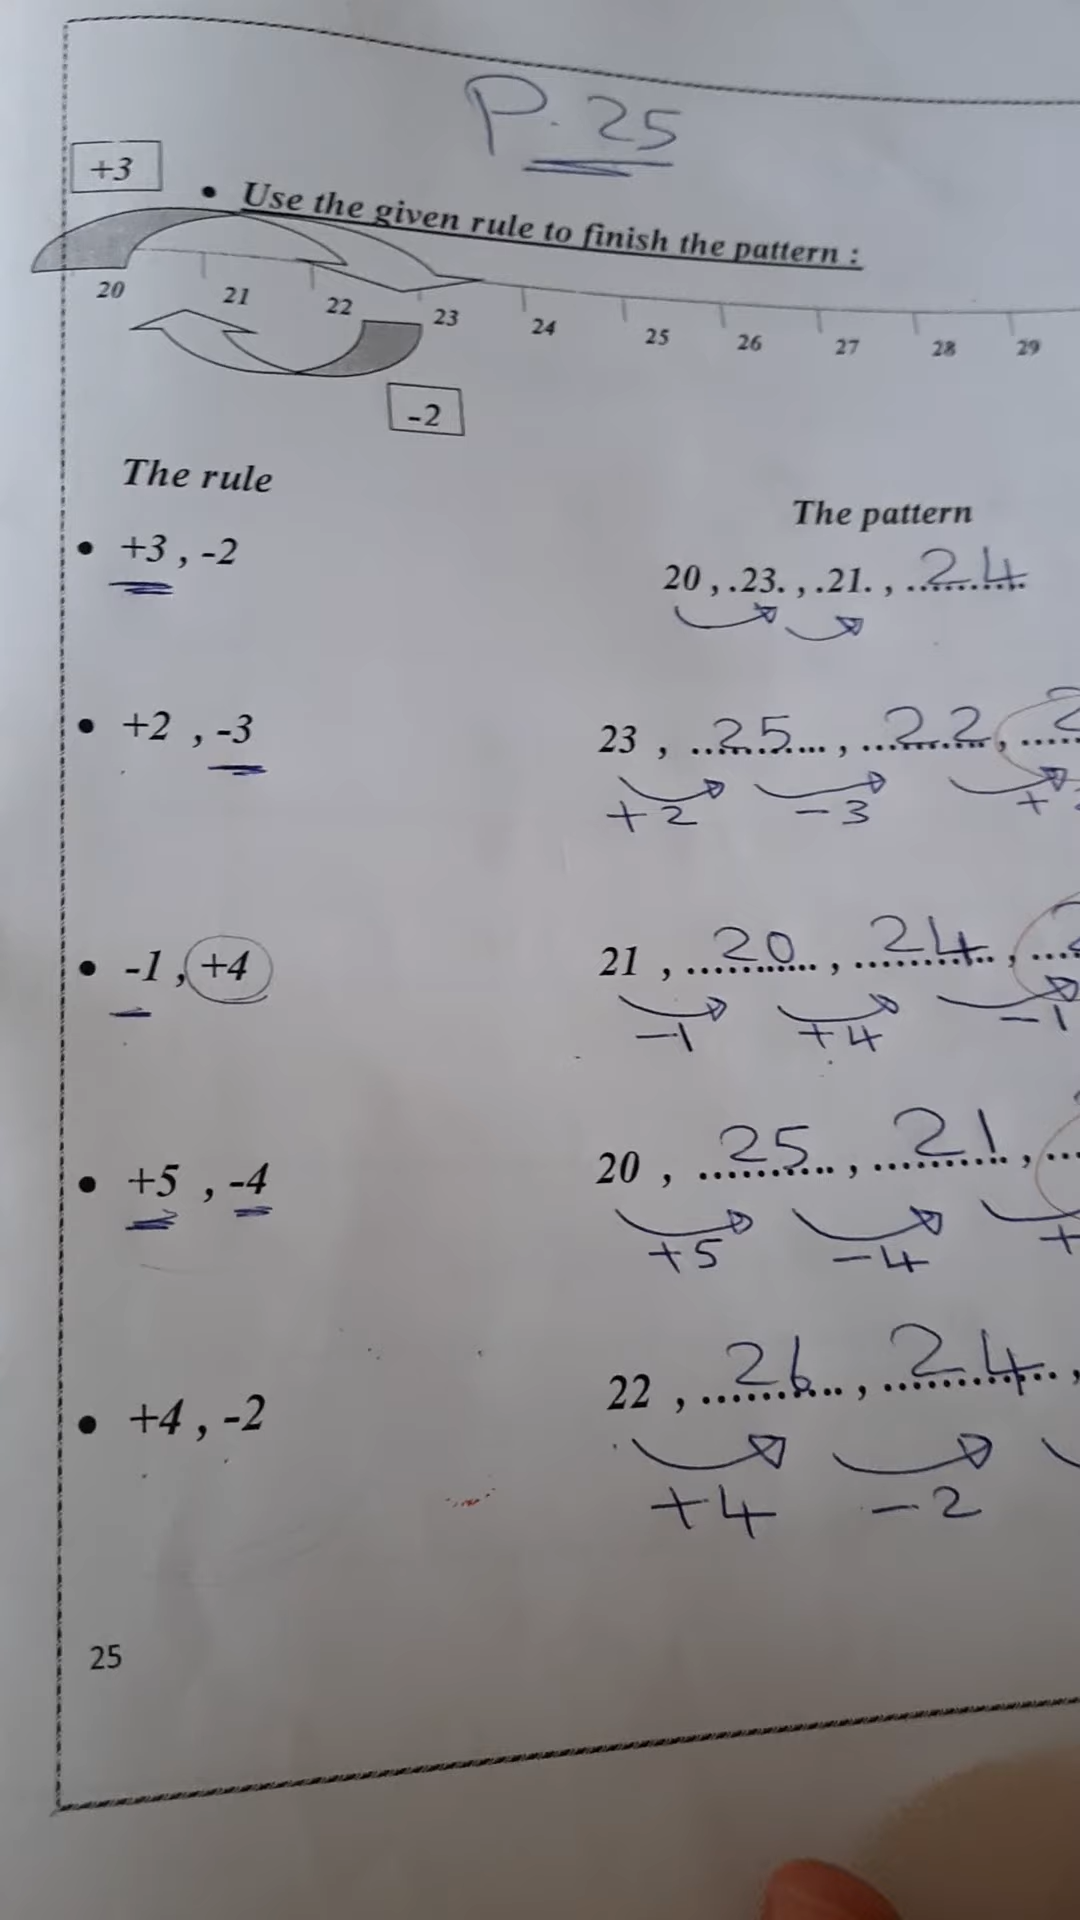 P. 25
+3
• Use the given rule to finish the pattern :
20 21 22 23 24 25 26 27 28 29
-2
The rule
The pattern
• +3 , -2
20 , .23. , .21. , ..24..
• +2 , -3
23 , ..25.... , ...22.. , ....
+2 -3 +
• -1 , +4
21 , ..20.... , ..24.. , ...
-1 +4 -1
• +5 , -4
20 , ..25.... , ..21.. , ...
+5 -4 +
• +4 , -2
22 , ..26.... , ..24.. ,
+4 -2
25